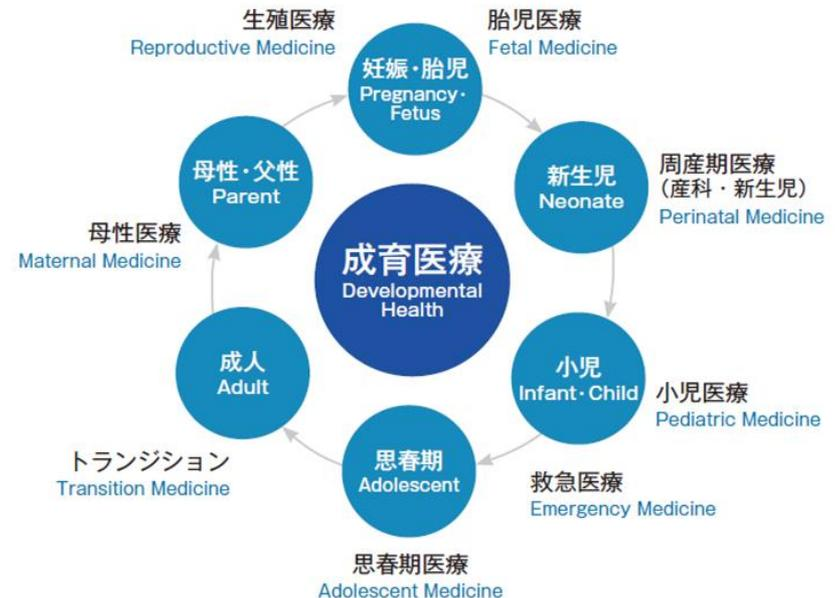 生殖医療
Reproductive Medicine
胎児医療
Fetal Medicine
妊娠・胎児
Pregnancy・
Fetus
新生児
Neonate
周産期医療
（産科・新生児）
Perinatal Medicine
母性・父性
Parent
母性医療
Maternal Medicine
成育医療
Developmental
Health
成人
Adult
小児
Infant・Child
小児医療
Pediatric Medicine
トランジション
Transition Medicine
思春期
Adolescent
救急医療
Emergency Medicine
思春期医療
Adolescent Medicine